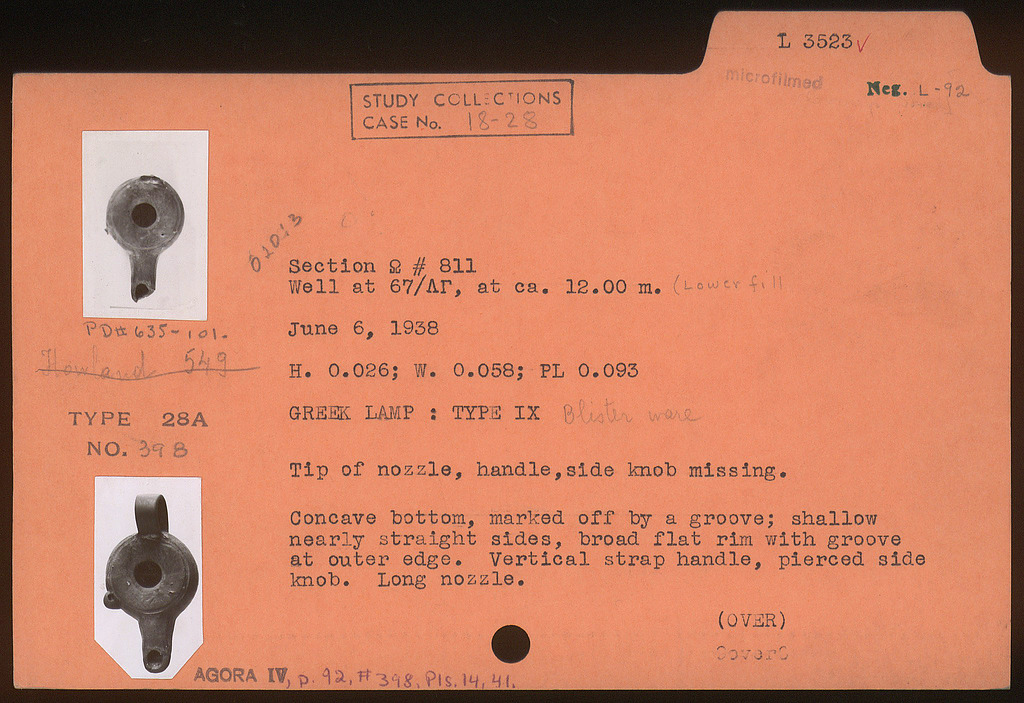 L 3523✓
microfilmed
Neg. L-92
STUDY COLLECTIONS
CASE No. 18-28
Section Ω # 811
Well at 67/ΛΓ, at ca. 12.00 m. (Lower fill
June 6, 1938
PD# 635-101.
Howland 549
H. 0.026; W. 0.058; PL 0.093
TYPE 28A
NO. 398
GREEK LAMP : TYPE IX Blister ware
Tip of nozzle, handle,side knob missing.
Concave bottom, marked off by a groove; shallow
nearly straight sides, broad flat rim with groove
at outer edge. Vertical strap handle, pierced side
knob. Long nozzle.
(OVER)
AGORA IV, p. 92, #398, Pls. 14, 41.